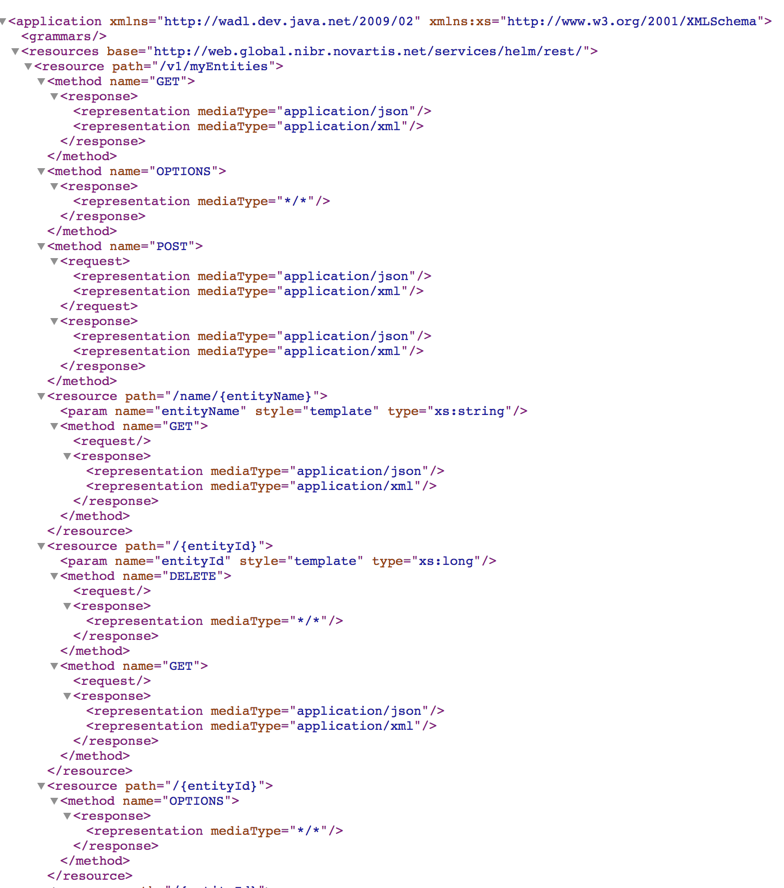 <application xmlns="http://wadl.dev.java.net/2009/02" xmlns:xs="http://www.w3.org/2001/XMLSchema">
<grammars/>
<resources base="http://web.global.nibr.novartis.net/services/helm/rest/">
<resource path="/v1/myEntities">
<method name="GET">
<response>
<representation mediaType="application/json"/>
<representation mediaType="application/xml"/>
</response>
</method>
<method name="OPTIONS">
<response>
<representation mediaType="*/*"/>
</response>
</method>
<method name="POST">
<request>
<representation mediaType="application/json"/>
<representation mediaType="application/xml"/>
</request>
<response>
<representation mediaType="application/json"/>
<representation mediaType="application/xml"/>
</response>
</method>
<resource path="/name/{entityName}">
<param name="entityName" style="template" type="xs:string"/>
<method name="GET">
<request/>
<response>
<representation mediaType="application/json"/>
<representation mediaType="application/xml"/>
</response>
</method>
</resource>
<resource path="/{entityId}">
<param name="entityId" style="template" type="xs:long"/>
<method name="DELETE">
<request/>
<response>
<representation mediaType="*/*"/>
</response>
</method>
<method name="GET">
<request/>
<response>
<representation mediaType="application/json"/>
<representation mediaType="application/xml"/>
</response>
</method>
</resource>
<resource path="/{entityId}">
<method name="OPTIONS">
<response>
<representation mediaType="*/*"/>
</response>
</method>
</resource>